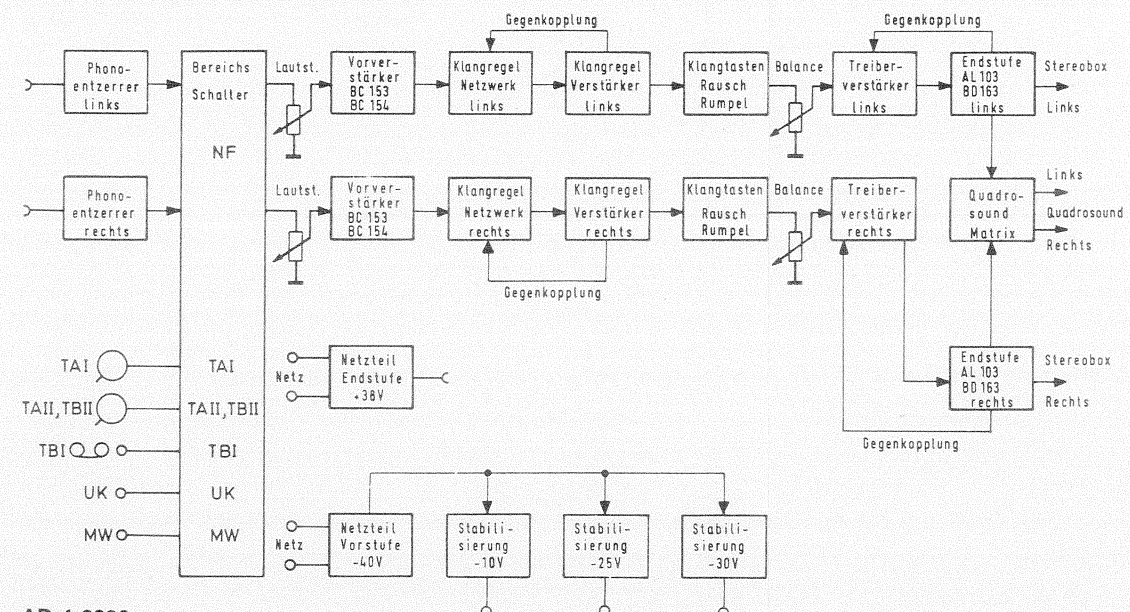 Gegenkopplung
Gegenkopplung
Phono-
entzerrer
links
Bereichs
Schalter
NF
Lautst.
Vorver-
stärker
BC 153
BC 154
Klangregel
Netzwerk
links
Klangregel
Verstärker
links
Klangtasten
Rausch
Rumpel
Balance
Treiber-
verstärker
links
Endstufe
AL 103
BD 163
links
Stereobox
Links
Phono-
entzerrer
rechts
Lautst.
Vorver-
stärker
BC 153
BC 154
Klangregel
Netzwerk
rechts
Klangregel
Verstärker
rechts
Klangtasten
Rausch
Rumpel
Balance
Treiber-
verstärker
rechts
Quadro-
sound
Matrix
Links
Quadrosound
Rechts
Gegenkopplung
TAI
TAI
Netz
Netzteil
Endstufe
+38V
Endstufe
AL 103
BD 163
rechts
Stereobox
Rechts
TAII,TBII
TAII,TBII
Gegenkopplung
TBI
TBI
UK
UK
MW
MW
Netz
Netzteil
Vorstufe
-40V
Stabili-
sierung
-10V
Stabili-
sierung
-25V
Stabili-
sierung
-30V